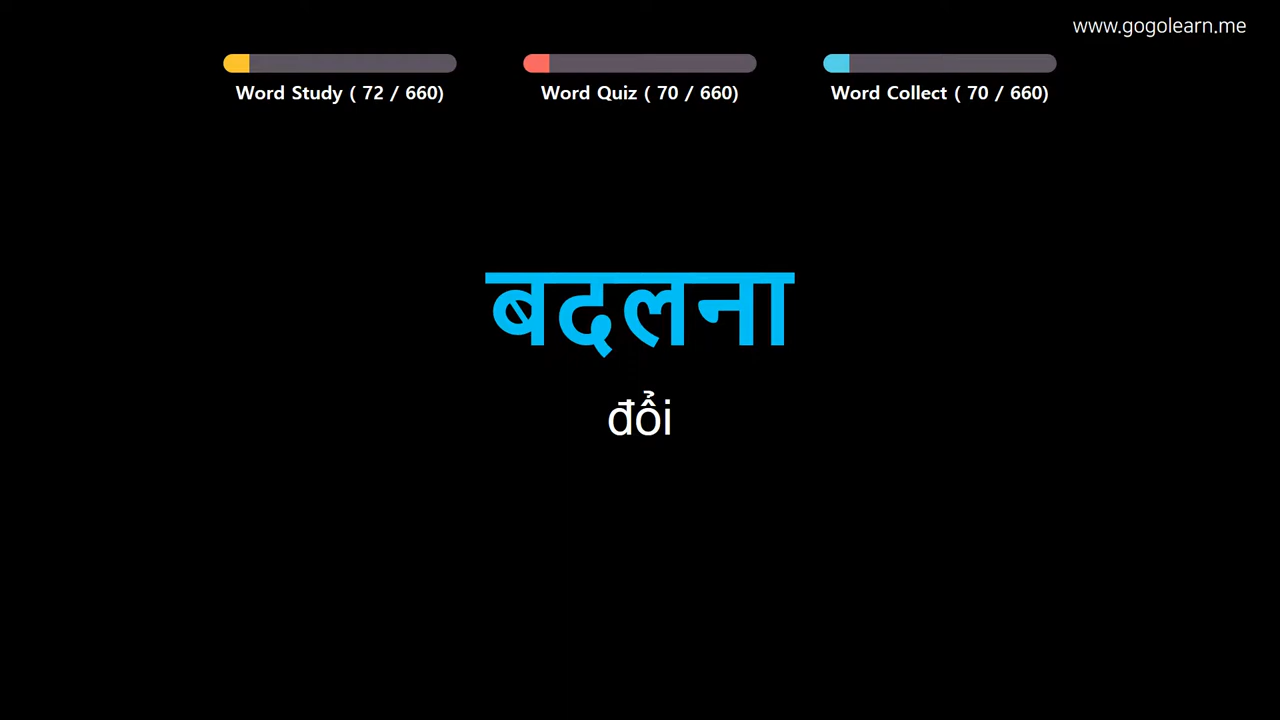 www.gogolearn.me
Word Study ( 72 / 660)
Word Quiz ( 70 / 660)
Word Collect ( 70 / 660)
बदलना
đổi